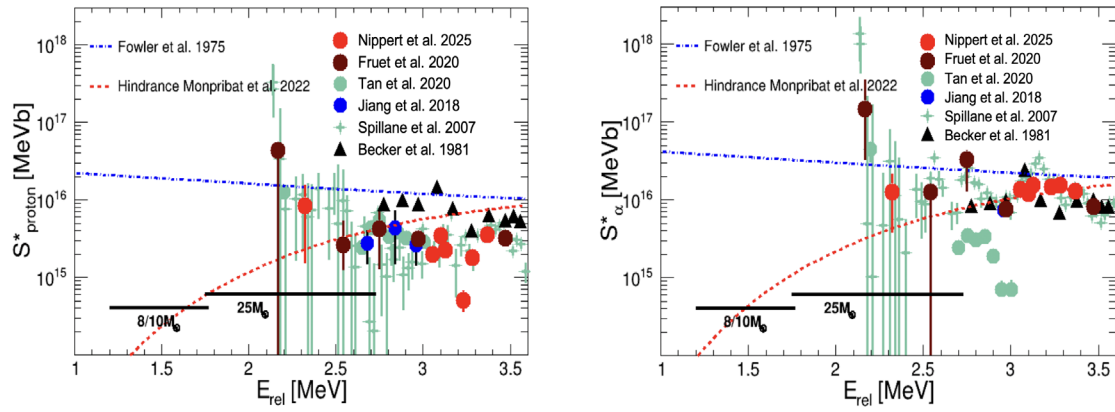 S*proton [MeVb]
10^18
10^17
10^16
10^15
Fowler et al. 1975
Hindrance Monpribat et al. 2022
Nippert et al. 2025
Fruet et al. 2020
Tan et al. 2020
Jiang et al. 2018
Spillane et al. 2007
Becker et al. 1981
8/10M⊙
25M⊙
1 1.5 2 2.5 3 3.5
E_rel [MeV]
S*α [MeVb]
10^18
10^17
10^16
10^15
Fowler et al. 1975
Hindrance Monpribat et al. 2022
Nippert et al. 2025
Fruet et al. 2020
Tan et al. 2020
Jiang et al. 2018
Spillane et al. 2007
Becker et al. 1981
8/10M⊙
25M⊙
1 1.5 2 2.5 3 3.5
E_rel [MeV]